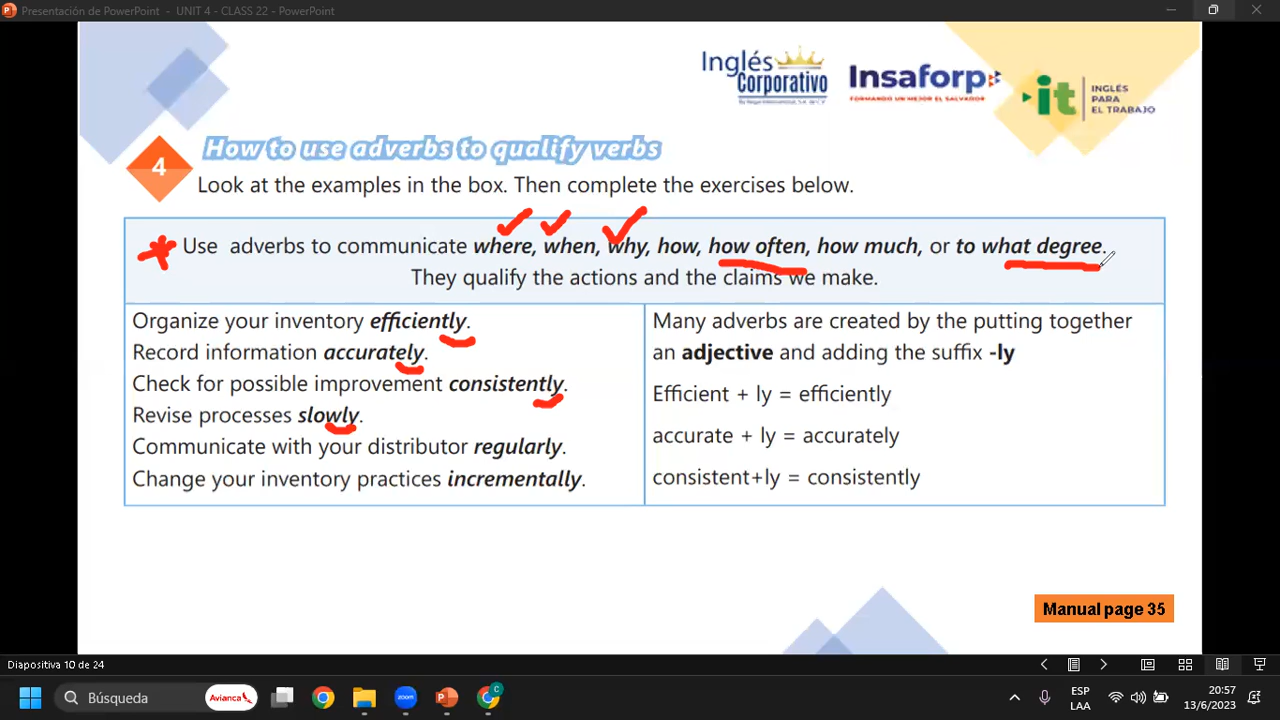 Presentación de PowerPoint - UNIT 4 - CLASS 22 - PowerPoint
Inglés Corporativo
Insaforp
FORMANDO UN MEJOR EL SALVADOR
it INGLÉS PARA EL TRABAJO
4 How to use adverbs to qualify verbs
Look at the examples in the box. Then complete the exercises below.
Use adverbs to communicate where, when, why, how, how often, how much, or to what degree.
They qualify the actions and the claims we make.
Organize your inventory efficiently.
Record information accurately.
Check for possible improvement consistently.
Revise processes slowly.
Communicate with your distributor regularly.
Change your inventory practices incrementally.
Many adverbs are created by the putting together
an adjective and adding the suffix -ly
Efficient + ly = efficiently
accurate + ly = accurately
consistent+ly = consistently
Manual page 35
Diapositiva 10 de 24
Búsqueda
Avianca
zoom
C
ESP
LAA
20:57
13/6/2023